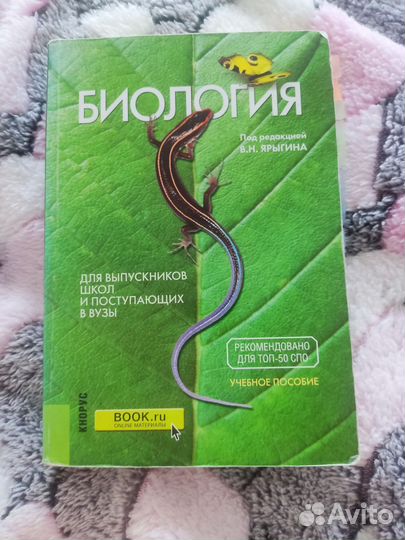 БИОЛОГИЯ
Под редакцией
В.Н. ЯРЫГИНА
ДЛЯ ВЫПУСКНИКОВ
ШКОЛ
И ПОСТУПАЮЩИХ
В ВУЗЫ
РЕКОМЕНДОВАНО
ДЛЯ ТОП-50 СПО
УЧЕБНОЕ ПОСОБИЕ
КНОРУС
BOOK.ru
ONLINE МАТЕРИАЛЫ
Avito